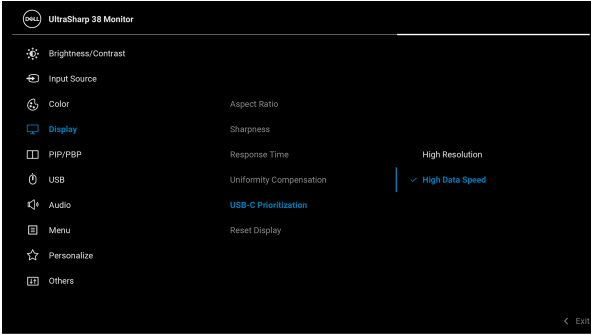 DELL UltraSharp 38 Monitor
Brightness/Contrast
Input Source
Color
Display
PIP/PBP
USB
Audio
Menu
Personalize
Others
Aspect Ratio
Sharpness
Response Time
Uniformity Compensation
USB-C Prioritization
Reset Display
High Resolution
High Data Speed
Exit